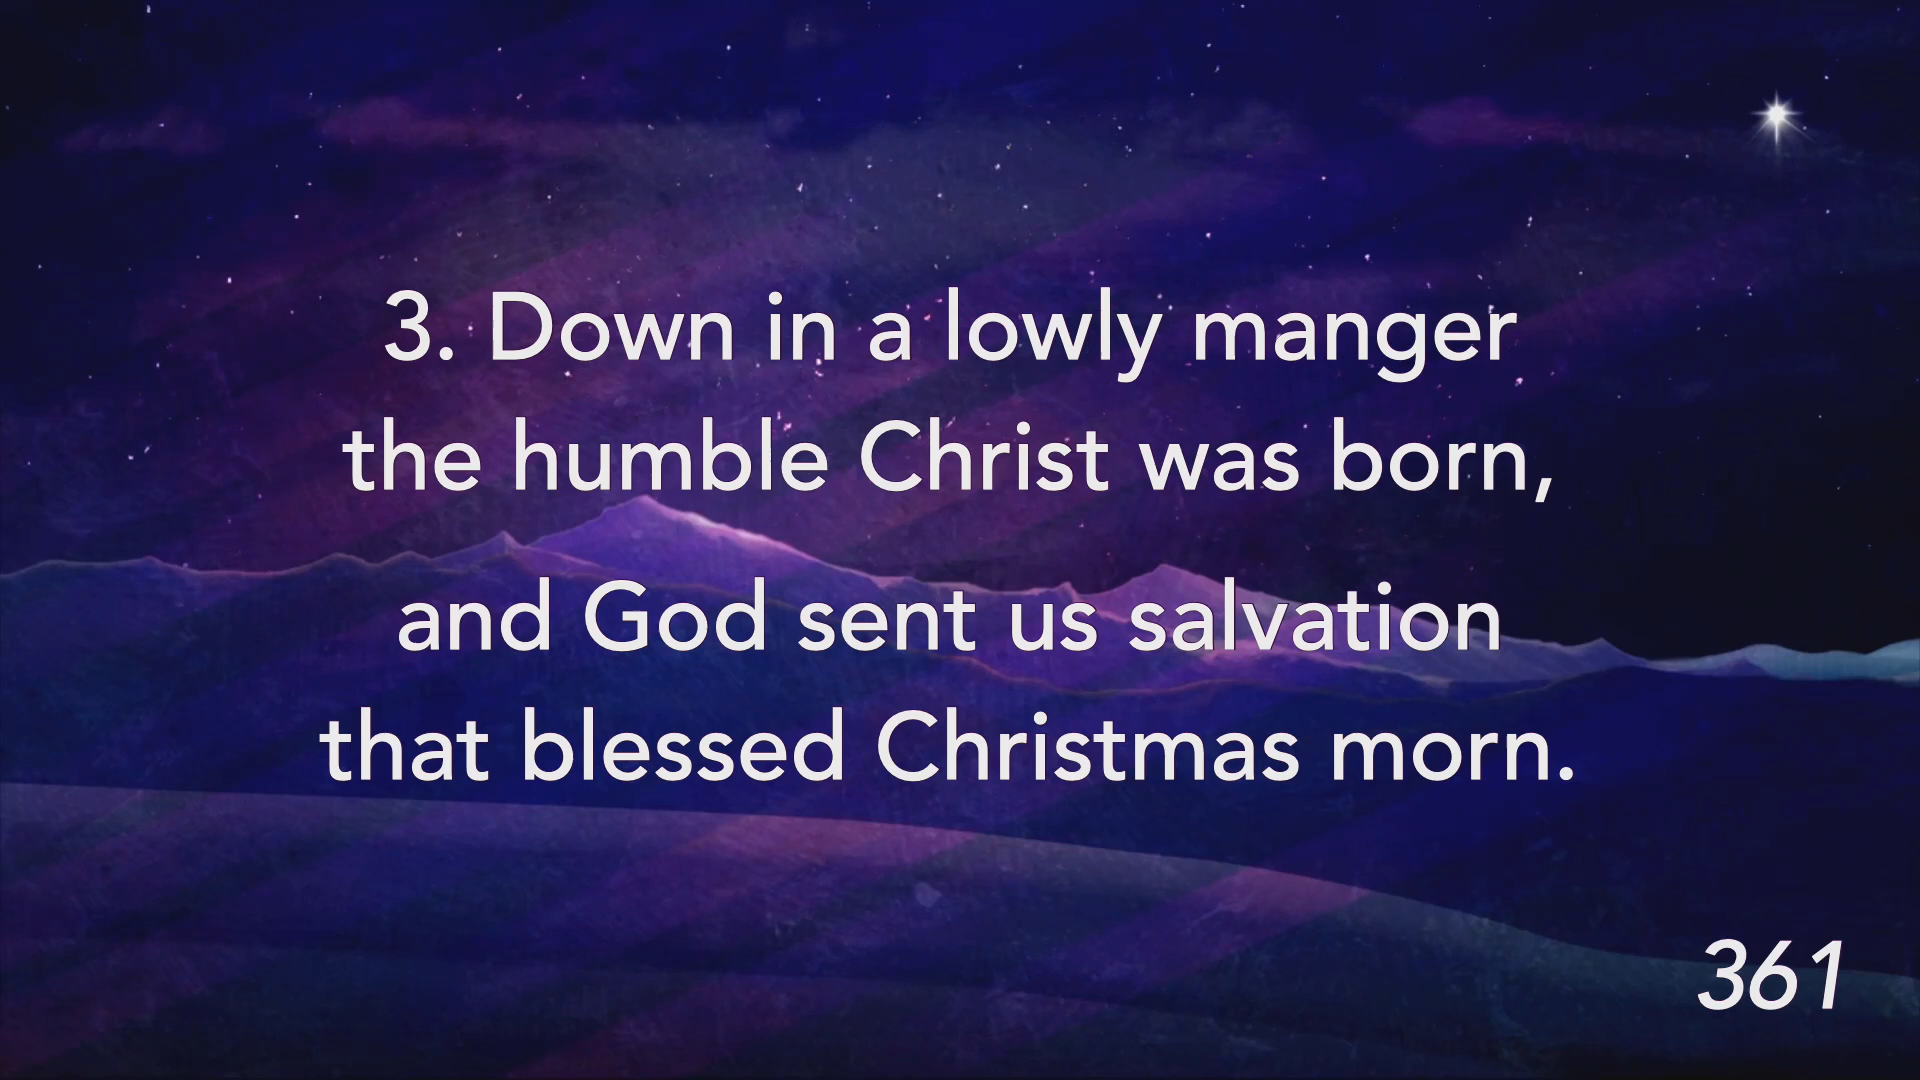 3. Down in a lowly manger
the humble Christ was born,
and God sent us salvation
that blessed Christmas morn.
361